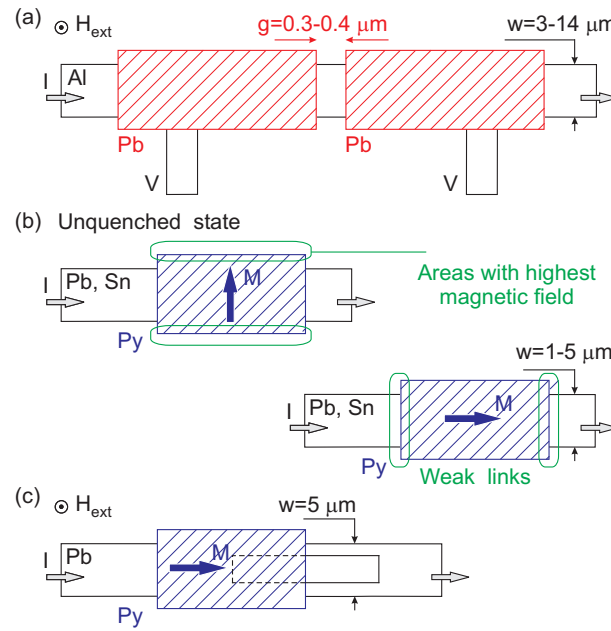 (a) ⊙ H_ext
g=0.3-0.4 μm
w=3-14 μm
I Al
Pb
Pb
V
V
(b) Unquenched state
I Pb, Sn
M
Py
Areas with highest
magnetic field
w=1-5 μm
I Pb, Sn
M
Py
Weak links
(c) ⊙ H_ext
w=5 μm
I Pb
M
Py